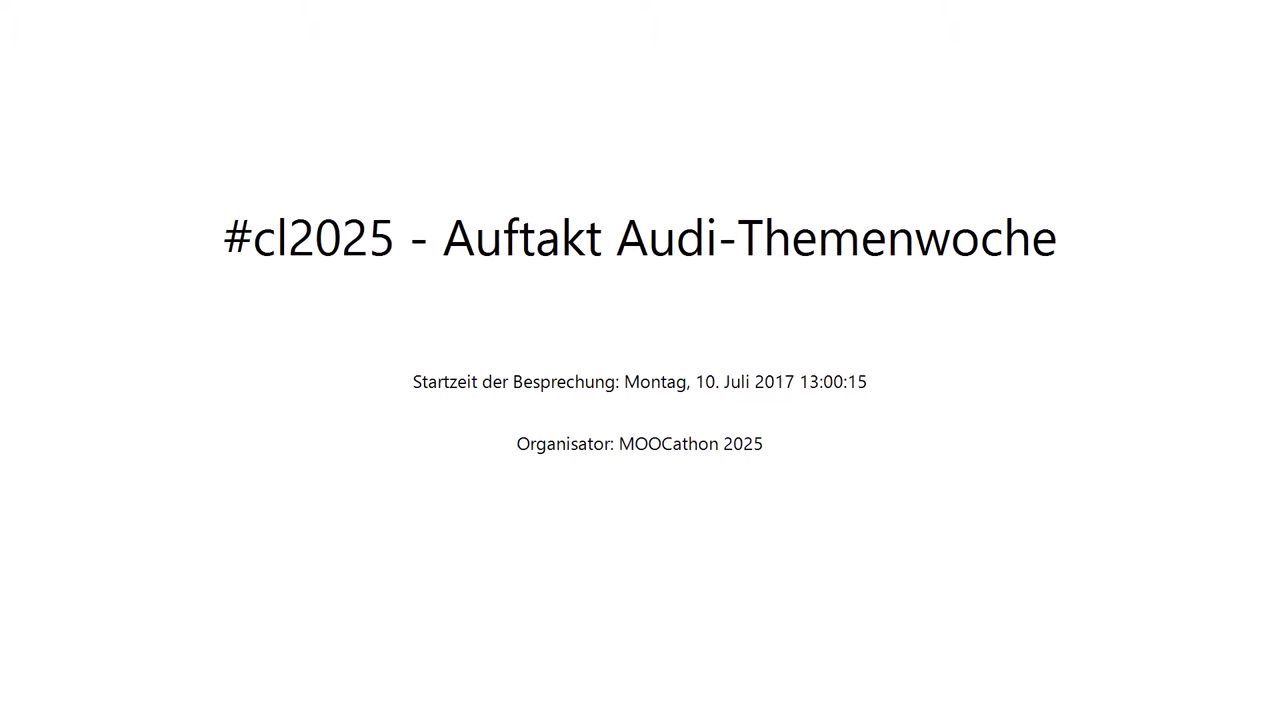 #cl2025 - Auftakt Audi-Themenwoche
Startzeit der Besprechung: Montag, 10. Juli 2017 13:00:15
Organisator: MOOCathon 2025